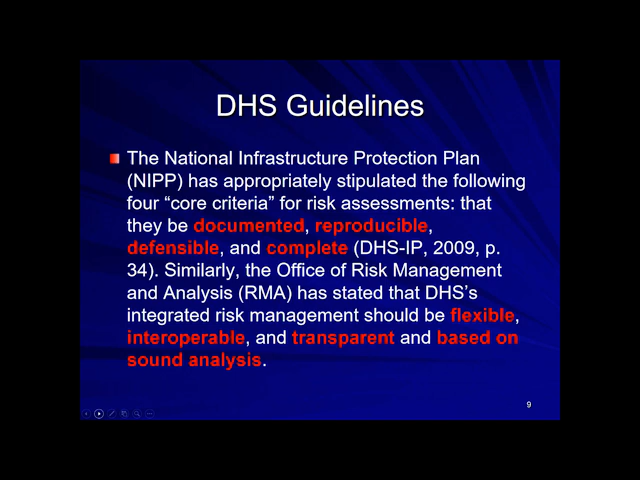 DHS Guidelines
The National Infrastructure Protection Plan
(NIPP) has appropriately stipulated the following
four “core criteria” for risk assessments: that
they be documented, reproducible,
defensible, and complete (DHS-IP, 2009, p.
34). Similarly, the Office of Risk Management
and Analysis (RMA) has stated that DHS’s
integrated risk management should be flexible,
interoperable, and transparent and based on
sound analysis.
9